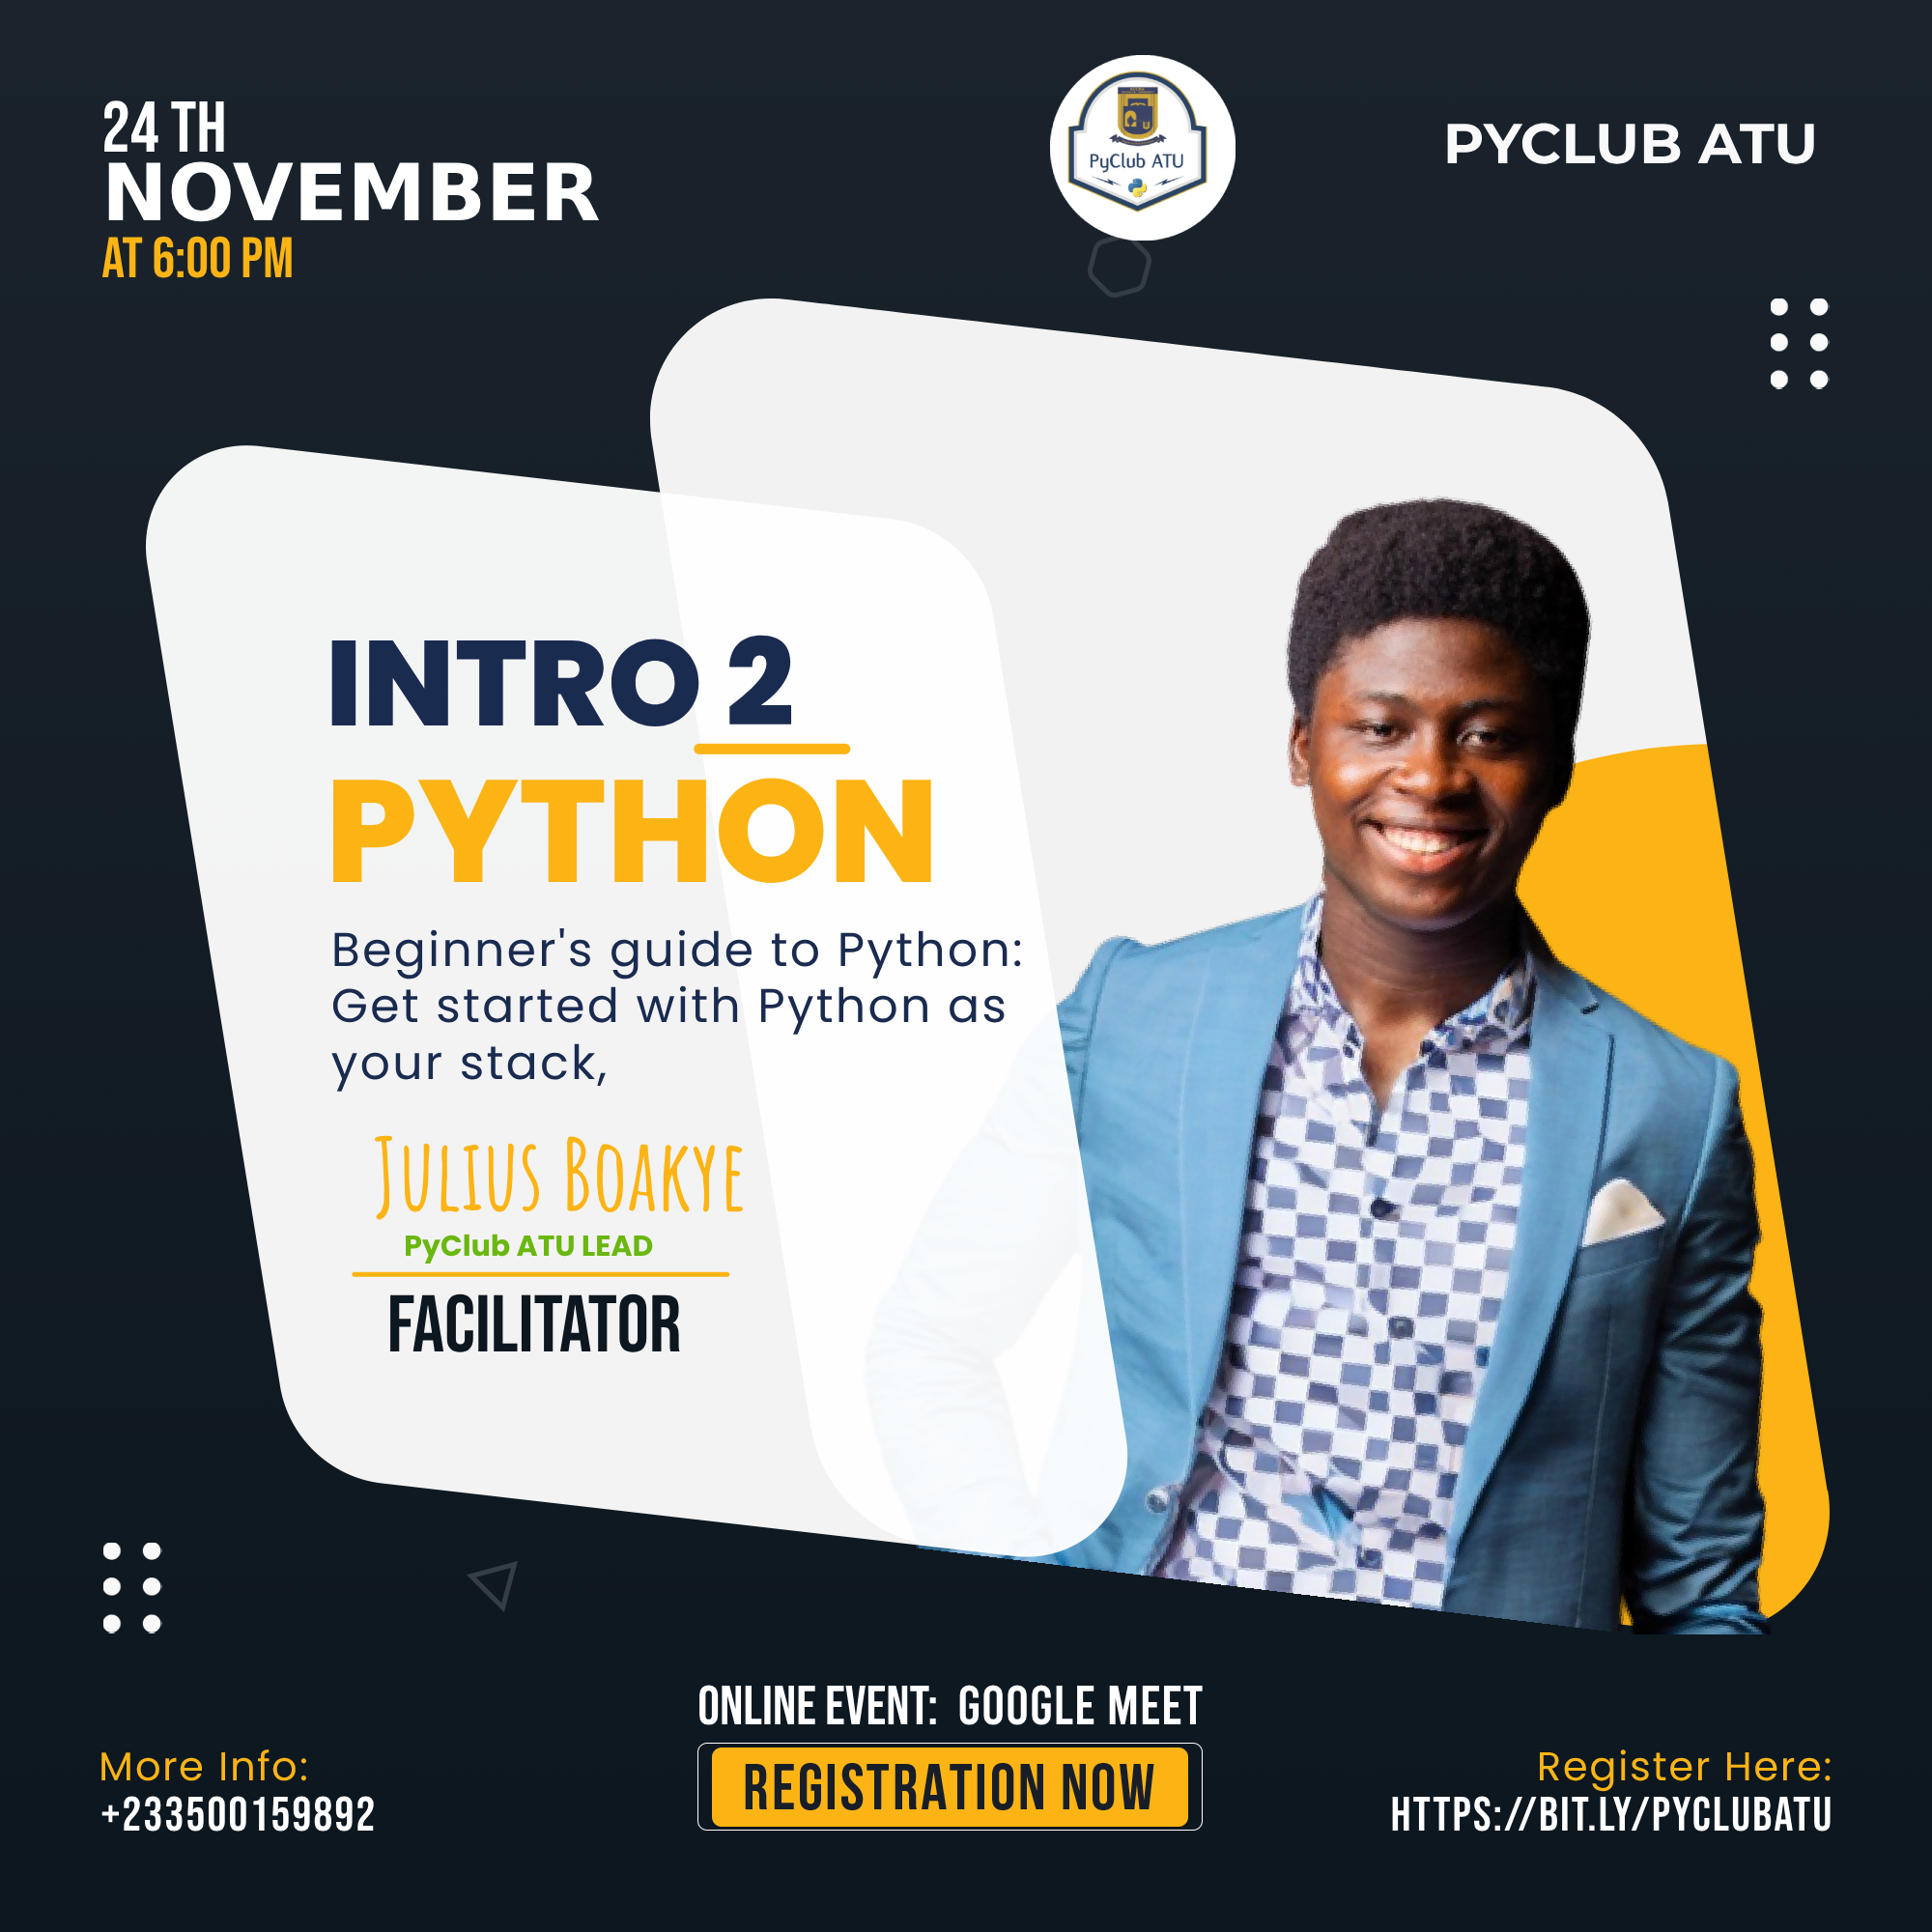 24 TH
NOVEMBER
AT 6:00 PM
PyClub ATU
PYCLUB ATU
INTRO 2
PYTHON
Beginner's guide to Python:
Get started with Python as
your stack,
JULIUS BOAKYE
PyClub ATU LEAD
FACILITATOR
ONLINE EVENT: GOOGLE MEET
REGISTRATION NOW
More Info:
+233500159892
Register Here:
HTTPS://BIT.LY/PYCLUBATU